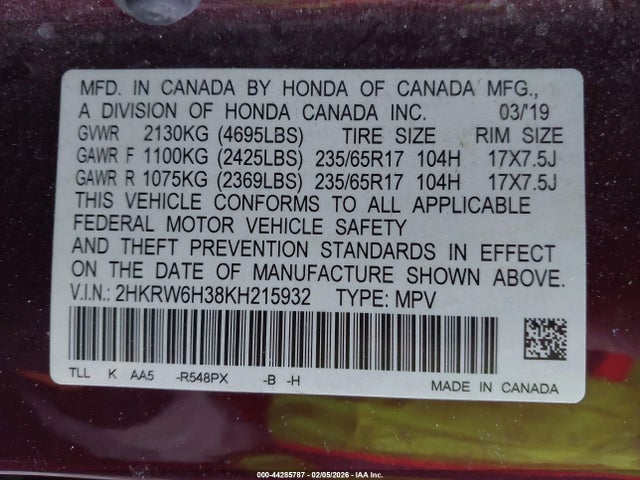 MFD. IN CANADA BY HONDA OF CANADA MFG.,
A DIVISION OF HONDA CANADA INC. 03/'19
GVWR 2130KG (4695LBS) TIRE SIZE RIM SIZE
GAWR F 1100KG (2425LBS) 235/65R17 104H 17X7.5J
GAWR R 1075KG (2369LBS) 235/65R17 104H 17X7.5J
THIS VEHICLE CONFORMS TO ALL APPLICABLE
FEDERAL MOTOR VEHICLE SAFETY
AND THEFT PREVENTION STANDARDS IN EFFECT
ON THE DATE OF MANUFACTURE SHOWN ABOVE.
V.I.N.: 2HKRW6H38KH215932 TYPE: MPV
TLL K AA5 -R548PX -B -H
MADE IN CANADA
000-44285787 - 02/05/2026 - IAA Inc.